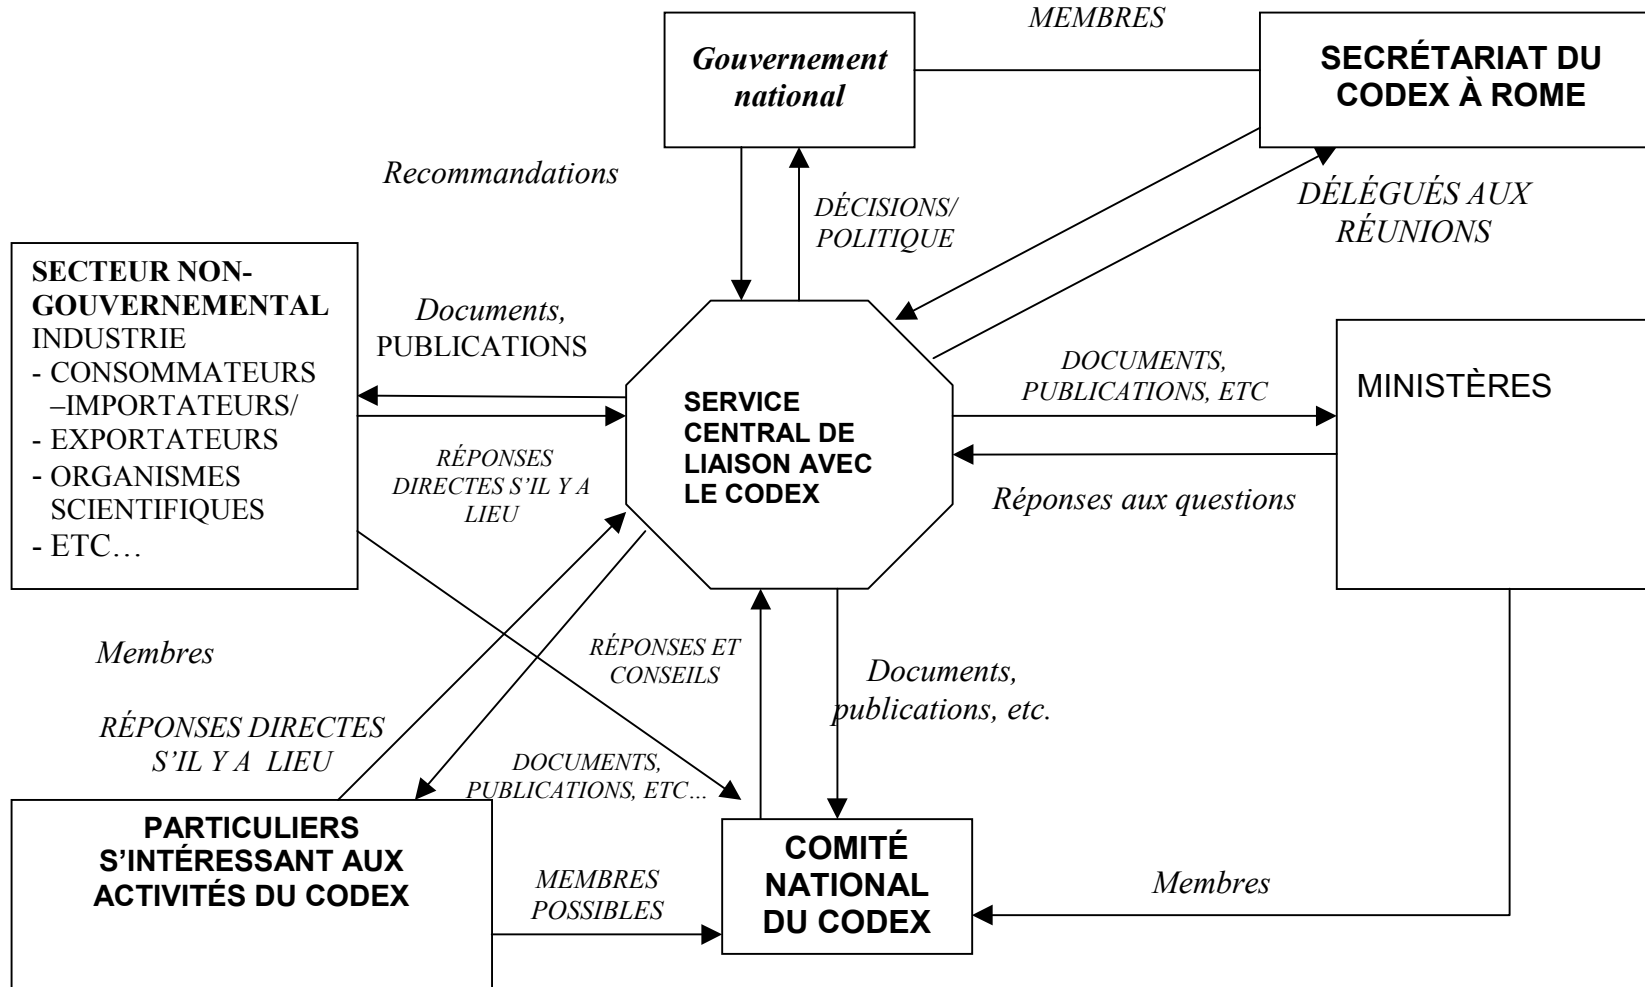 MEMBRES
Gouvernement
national
SECRÉTARIAT DU
CODEX À ROME
Recommandations
DÉCISIONS/
POLITIQUE
DÉLÉGUÉS AUX
RÉUNIONS
SECTEUR NON-
GOUVERNEMENTAL
INDUSTRIE
- CONSOMMATEURS
–IMPORTATEURS/
- EXPORTATEURS
- ORGANISMES
SCIENTIFIQUES
- ETC…
Documents,
PUBLICATIONS
RÉPONSES
DIRECTES S’IL Y A
LIEU
SERVICE
CENTRAL DE
LIAISON AVEC
LE CODEX
DOCUMENTS,
PUBLICATIONS, ETC
Réponses aux questions
MINISTÈRES
Membres
RÉPONSES DIRECTES
S’IL Y A LIEU
RÉPONSES ET
CONSEILS
Documents,
publications, etc.
DOCUMENTS,
PUBLICATIONS, ETC…
PARTICULIERS
S’INTÉRESSANT AUX
ACTIVITÉS DU CODEX
MEMBRES
POSSIBLES
COMITÉ
NATIONAL
DU CODEX
Membres